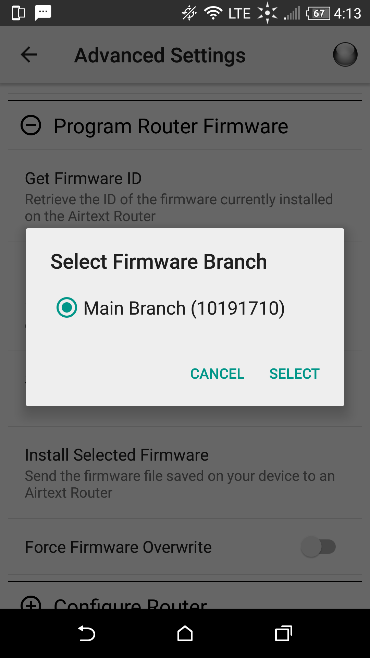 LTE 67 4:13
Advanced Settings
Program Router Firmware
Get Firmware ID
Retrieve the ID of the firmware currently installed
on the Airtext Router
Select Firmware Branch
Main Branch (10191710)
CANCEL SELECT
Install Selected Firmware
Send the firmware file saved on your device to an
Airtext Router
Force Firmware Overwrite
Configure Router